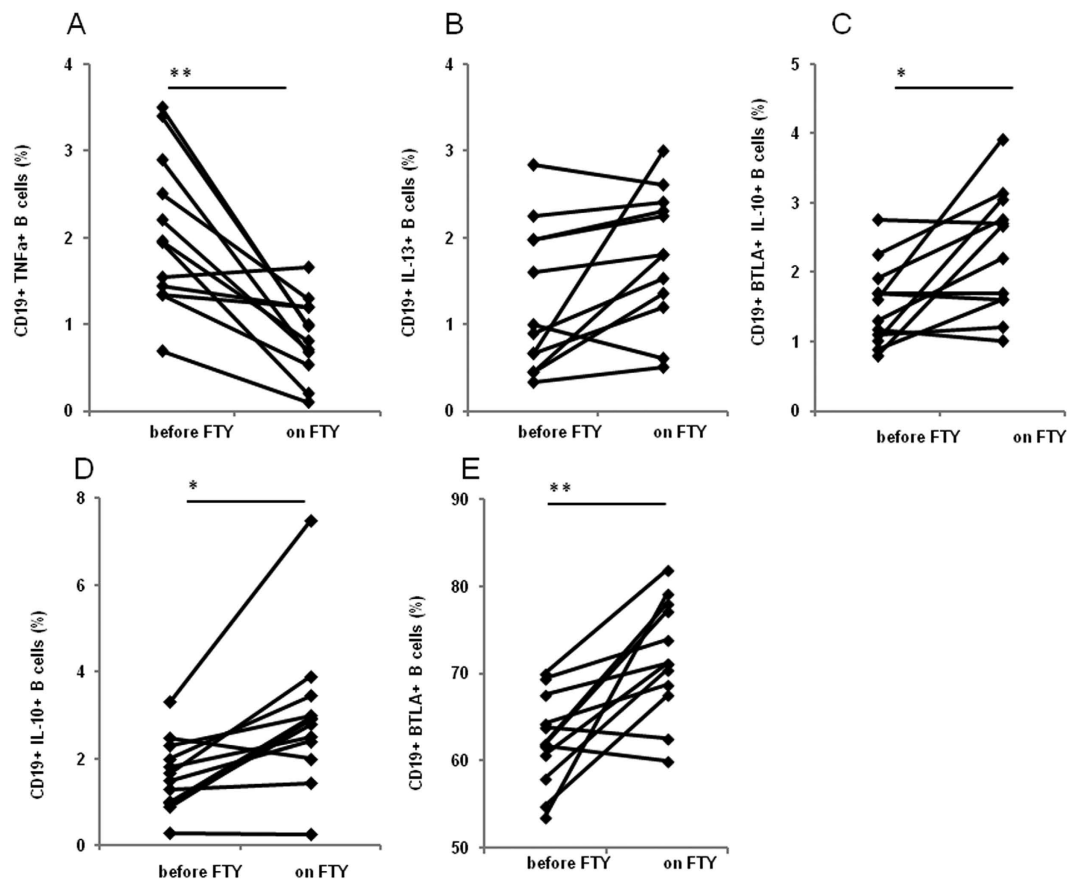 A
B
C
**
*
CD19+ TNFa+ B cells (%)
4
3
2
1
0
before FTY
on FTY
CD19+ IL-13+ B cells (%)
4
3
2
1
0
before FTY
on FTY
CD19+ BTLA+ IL-10+ B cells (%)
5
4
3
2
1
0
before FTY
on FTY
D
E
*
**
CD19+ IL-10+ B cells (%)
8
6
4
2
0
before FTY
on FTY
CD19+ BTLA+ B cells (%)
90
80
70
60
50
before FTY
on FTY